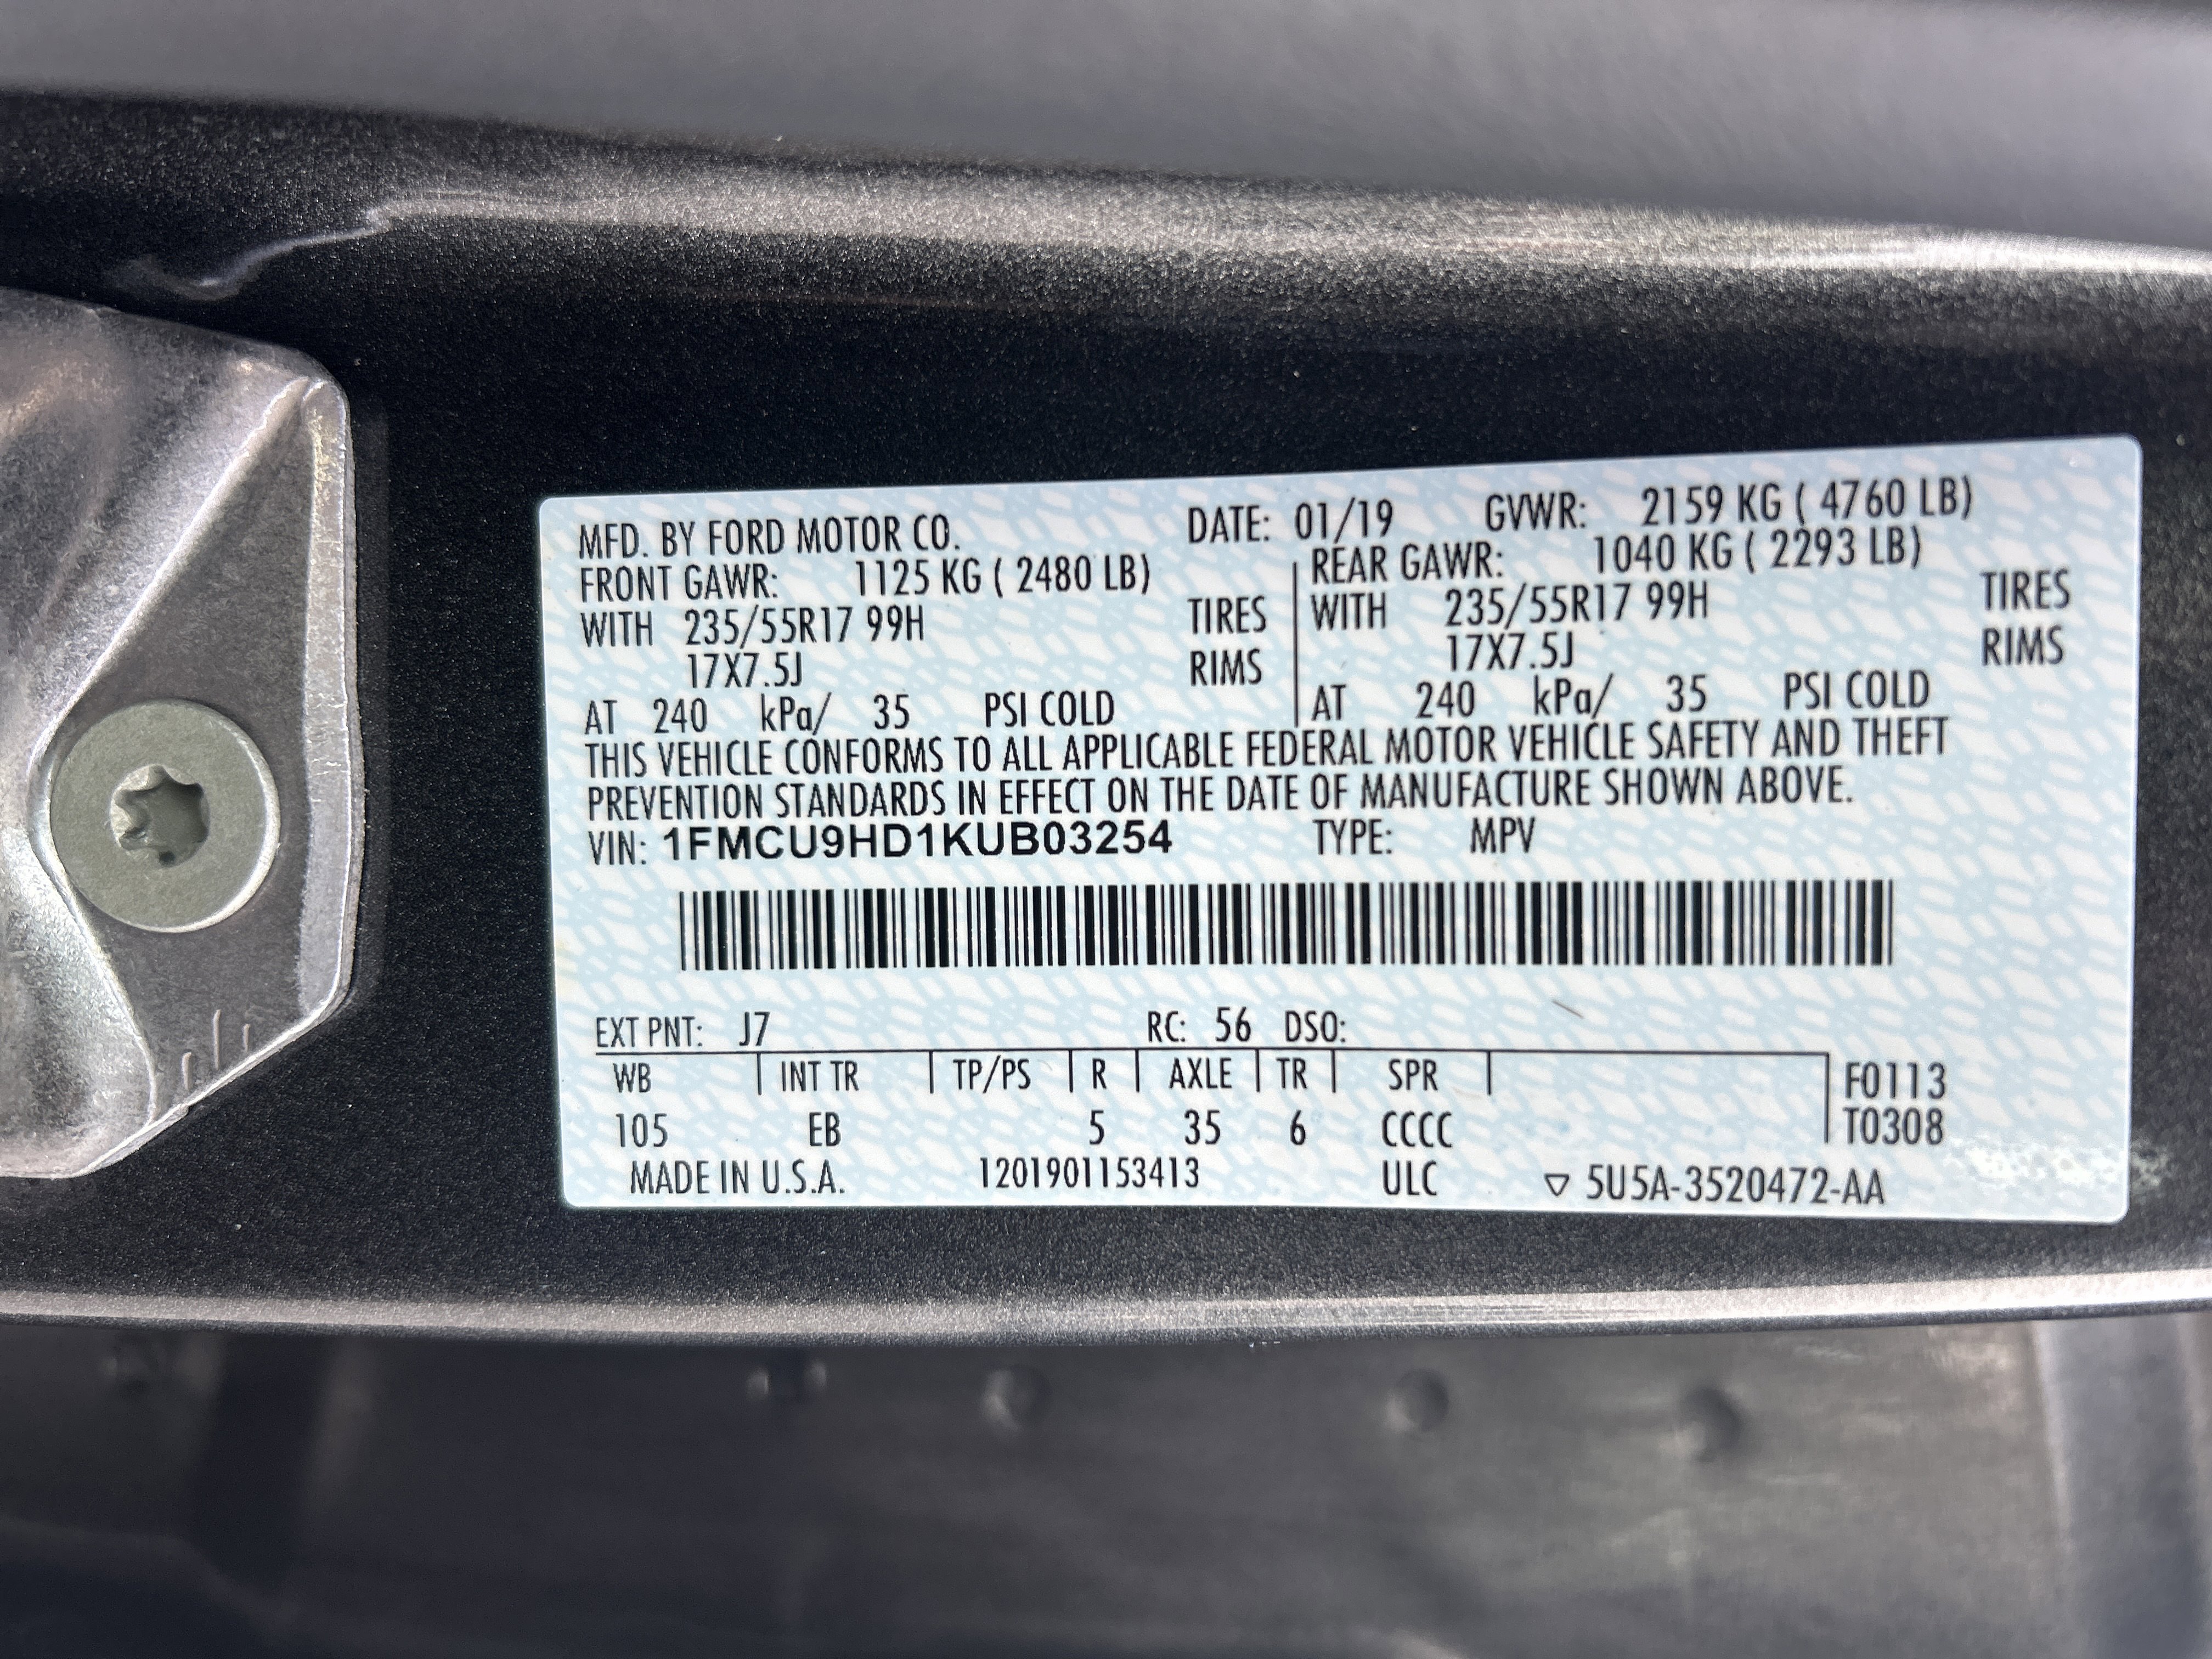 MFD. BY FORD MOTOR CO. DATE: 01/19 GVWR: 2159 KG ( 4760 LB)
FRONT GAWR: 1125 KG ( 2480 LB) REAR GAWR: 1040 KG ( 2293 LB)
WITH 235/55R17 99H TIRES WITH 235/55R17 99H TIRES
17X7.5J RIMS 17X7.5J RIMS
AT 240 kPa/ 35 PSI COLD AT 240 kPa/ 35 PSI COLD
THIS VEHICLE CONFORMS TO ALL APPLICABLE FEDERAL MOTOR VEHICLE SAFETY AND THEFT
PREVENTION STANDARDS IN EFFECT ON THE DATE OF MANUFACTURE SHOWN ABOVE.
VIN: 1FMCU9HD1KUB03254 TYPE: MPV
EXT PNT: J7 RC: 56 DSO:
WB INT TR TP/PS R AXLE TR SPR F0113
105 EB 5 35 6 CCCC T0308
MADE IN U.S.A. 1201901153413 ULC ▽ 5U5A-3520472-AA